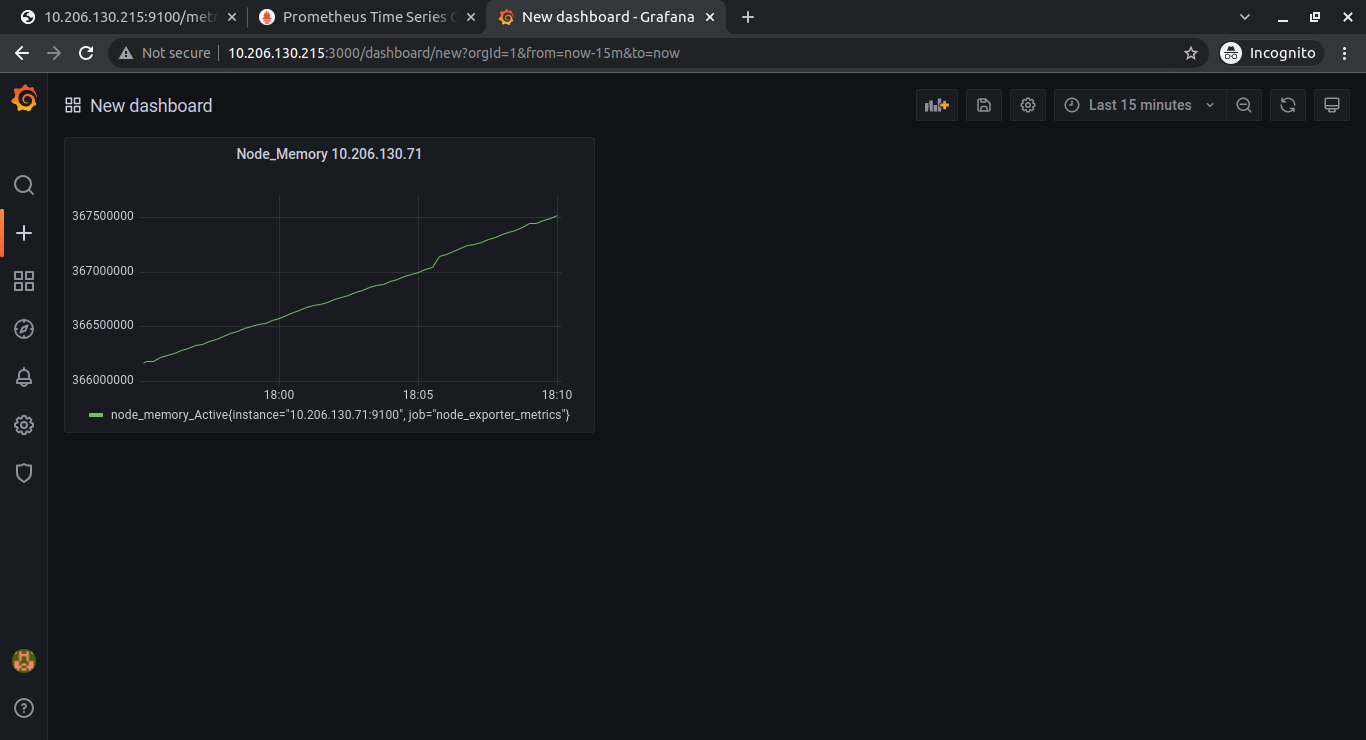 10.206.130.215:9100/metr
Prometheus Time Series C
New dashboard - Grafana
Not secure
10.206.130.215:3000/dashboard/new?orgId=1&from=now-15m&to=now
Incognito
New dashboard
Last 15 minutes
Node_Memory 10.206.130.71
367500000
367000000
366500000
366000000
18:00 18:05 18:10
node_memory_Active{instance="10.206.130.71:9100", job="node_exporter_metrics"}